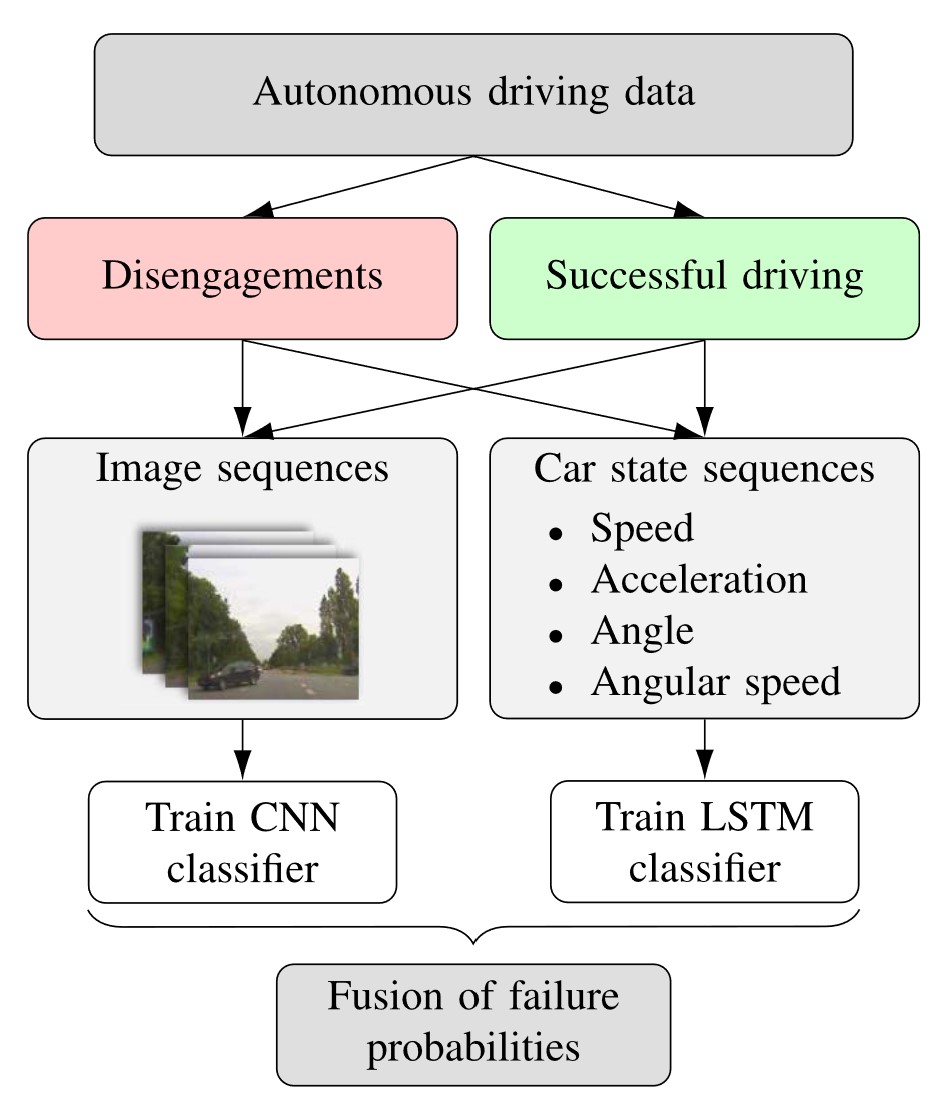 Autonomous driving data
Disengagements
Successful driving
Image sequences
Car state sequences
• Speed
• Acceleration
• Angle
• Angular speed
Train CNN
classifier
Train LSTM
classifier
Fusion of failure
probabilities